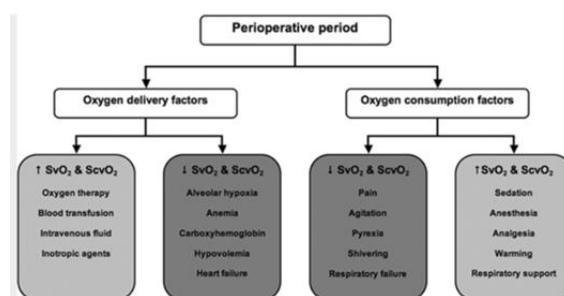 Perioperative period
Oxygen delivery factors
Oxygen consumption factors
↑ SvO₂ & ScvO₂
Oxygen therapy
Blood transfusion
Intravenous fluid
Inotropic agents
↓ SvO₂ & ScvO₂
Alveolar hypoxia
Anemia
Carboxyhemoglobin
Hypovolemia
Heart failure
↓ SvO₂ & ScvO₂
Pain
Agitation
Pyrexia
Shivering
Respiratory failure
↑SvO₂ & ScvO₂
Sedation
Anesthesia
Analgesia
Warming
Respiratory support